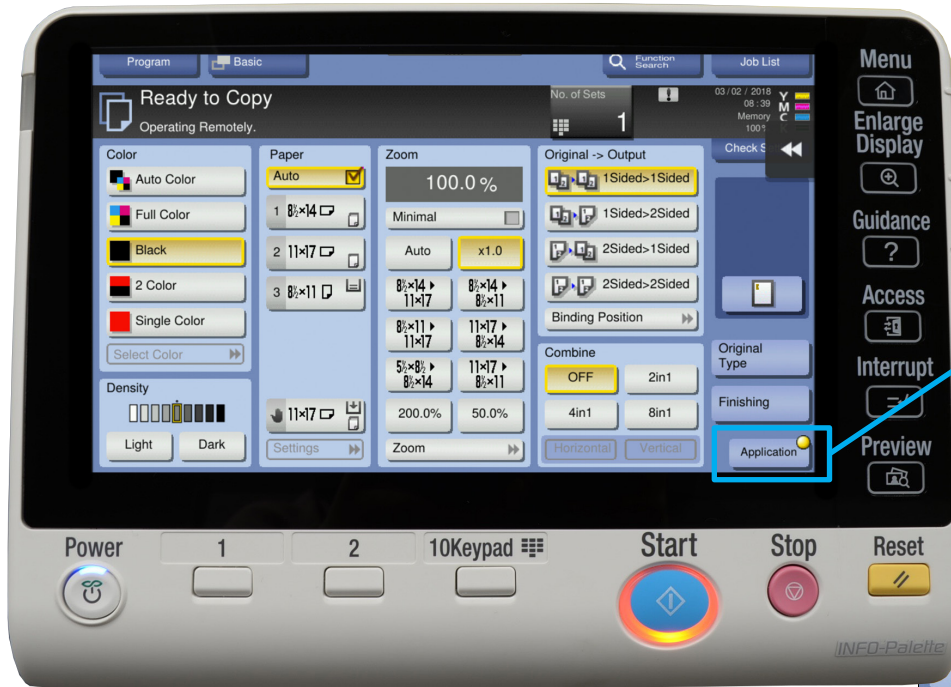 Program
Basic
Function Search
Job List
Ready to Copy
Operating Remotely.
No. of Sets
1
03 / 02 / 2018
08 : 39
Memory
100%
Y
M
C
K
Check S
Color
Auto Color
Full Color
Black
2 Color
Single Color
Select Color
Density
Light
Dark
Paper
Auto
1 8½×14
2 11×17
3 8½×11
11×17
Settings
Zoom
100.0 %
Minimal
Auto
x1.0
8½×14 ▸ 11×17
8½×14 ▸ 8½×11
8½×11 ▸ 11×17
11×17 ▸ 8½×14
5½×8½ ▸ 8½×14
11×17 ▸ 8½×11
200.0%
50.0%
Zoom
Original -> Output
1Sided>1Sided
1Sided>2Sided
2Sided>1Sided
2Sided>2Sided
Binding Position
Combine
OFF
2in1
4in1
8in1
Horizontal
Vertical
Original
Type
Finishing
Application
Menu
Enlarge
Display
Guidance
?
Access
Interrupt
Preview
Power
1
2
10Keypad
Start
Stop
Reset
INFO-Palette